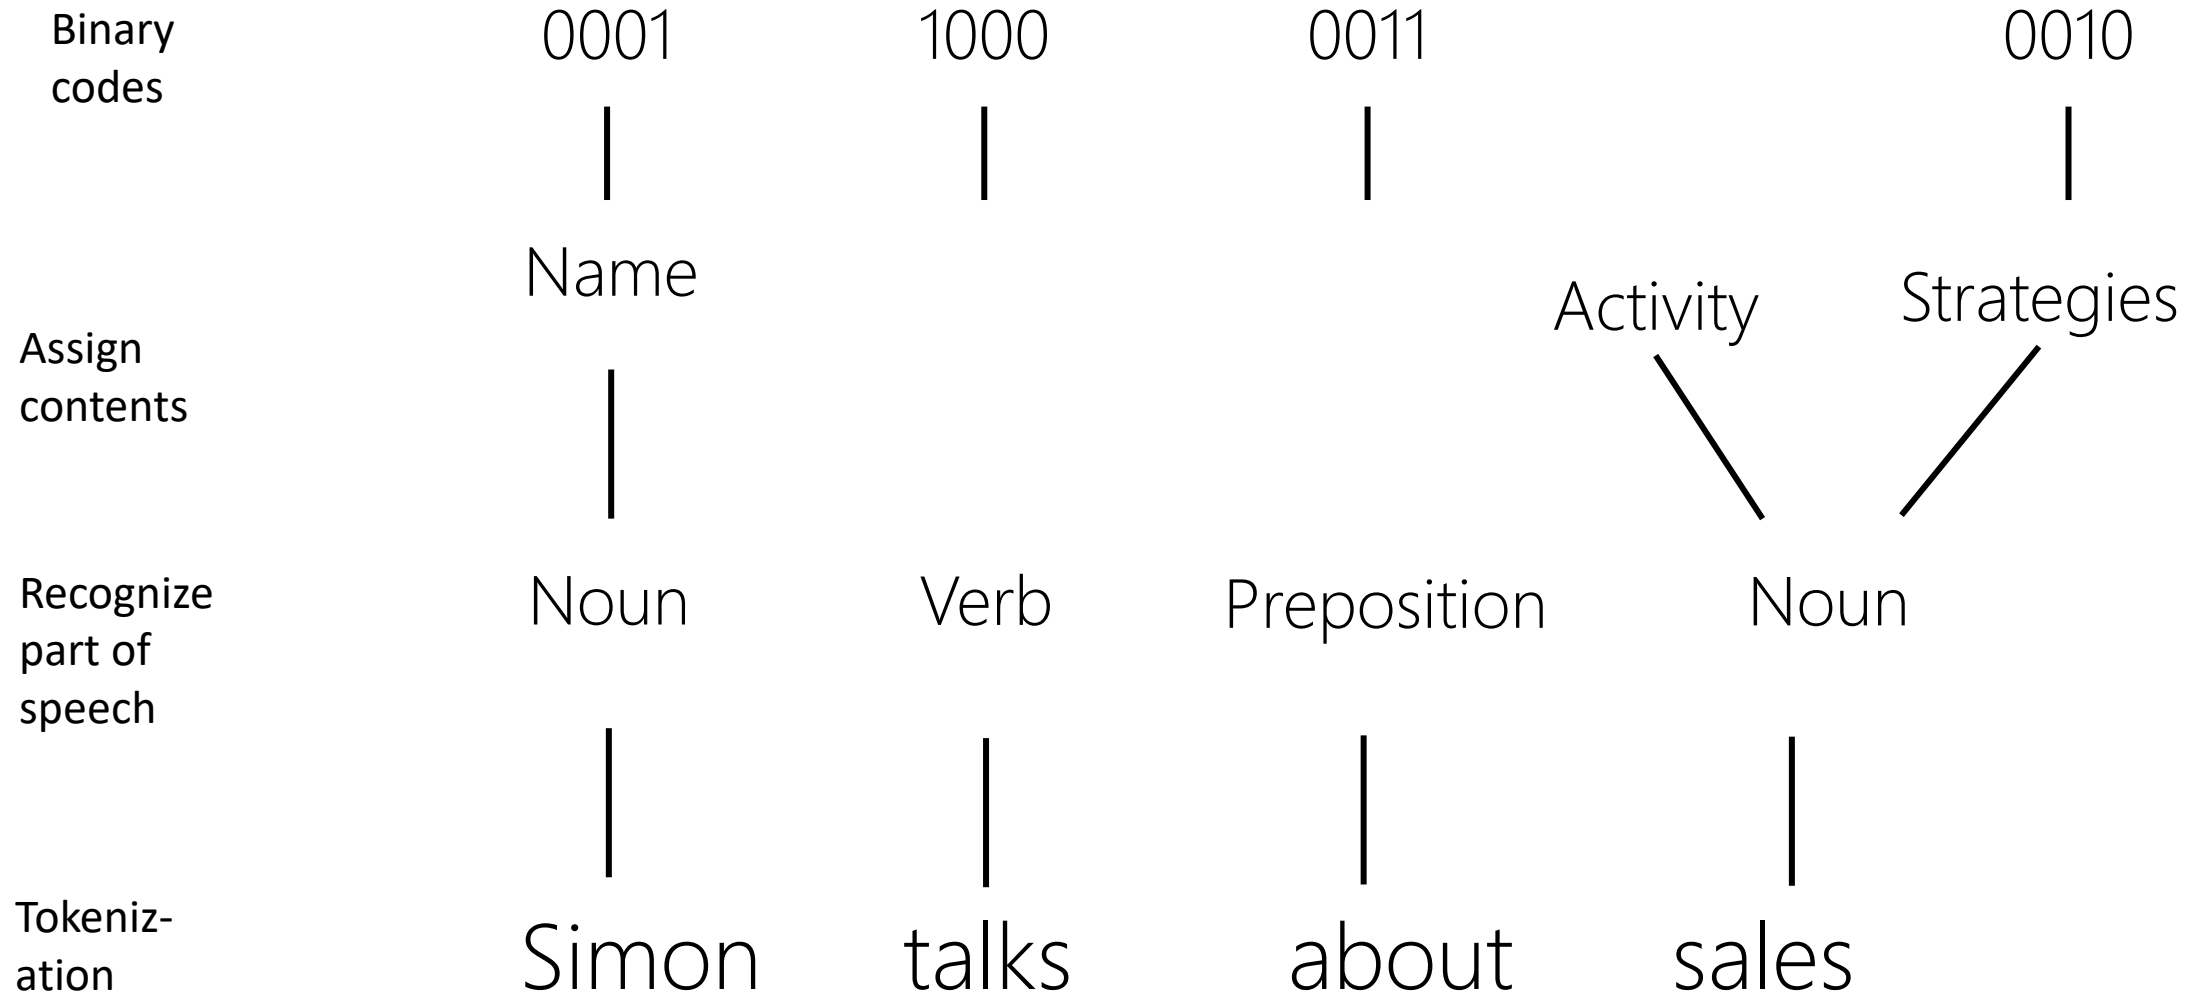 Binary
codes
0001 1000 0011 0010
Name
Activity Strategies
Assign
contents
Recognize
part of
speech
Noun Verb Preposition Noun
Tokeniz-
ation
Simon talks about sales